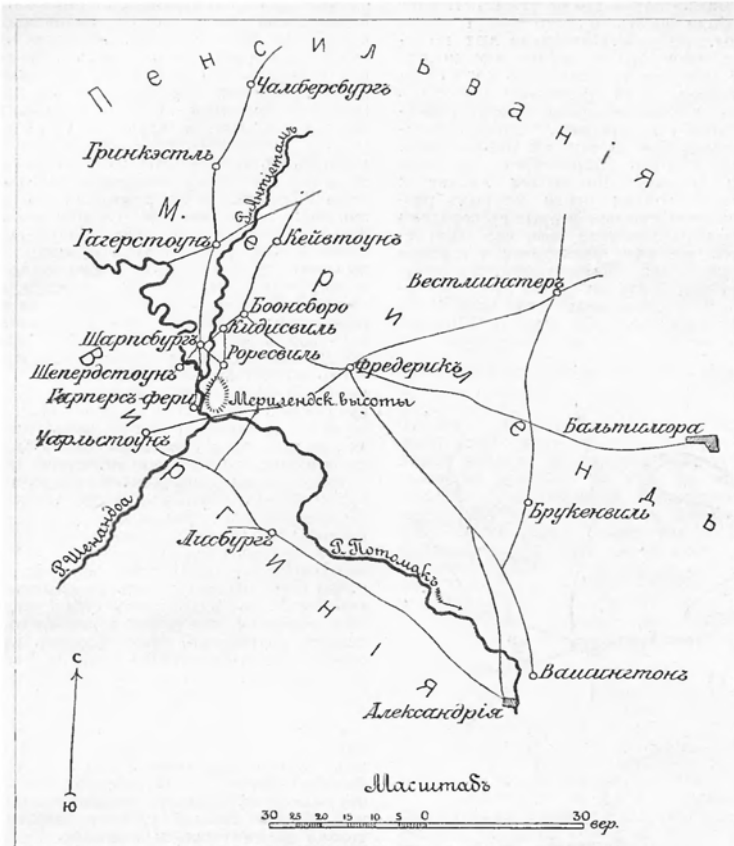 Пенсильванія
Чамберсбургъ
Гринкэстль
Р. Антіетамъ
Мерилендъ
Гагерстоунъ
Кейвтоунъ
Вестминстеръ
Боонсборо
Кидисвиль
Шарпсбургъ
Роресвиль
Шепердстоунъ
Фредерикъ
Гарперсъ-фери
Мерилендск. высоты
Бальтимора
Чарльстоунъ
Виргинія
Брукенвиль
Р. Шенандоа
Лисбургъ
Р. Потомакъ
Вашингтонъ
Александрія
С
Ю
Масштабъ
30 25 20 15 10 5 0 30 вер.